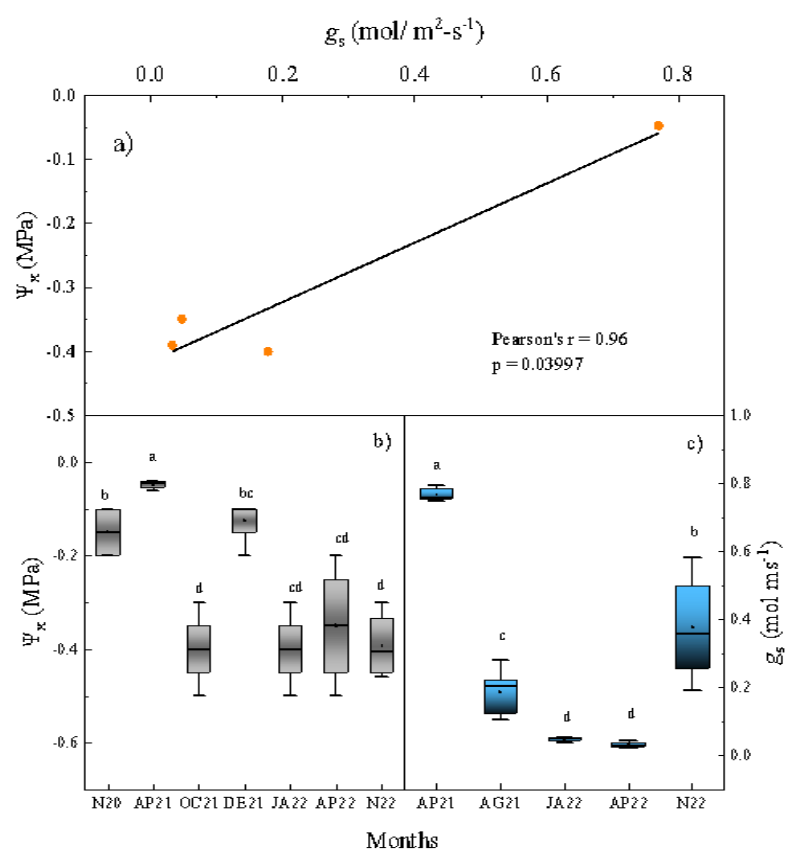 gs (mol/ m²-s⁻¹)
0.0 0.2 0.4 0.6 0.8
0.0
a)
-0.1
-0.2
Ψx (MPa)
-0.3
Pearson's r = 0.96
-0.4
p = 0.03997
-0.5
1.0
b)
c)
0.0
a
a
b
bc
0.8
cd
b
-0.2
0.6
d
cd
d
Ψx (MPa)
c
gs (mol ms⁻¹)
-0.4
0.4
d
d
0.2
-0.6
0.0
N20 AP21 OC21 DE21 JA22 AP22 N22 AP21 AG21 JA22 AP22 N22
Months